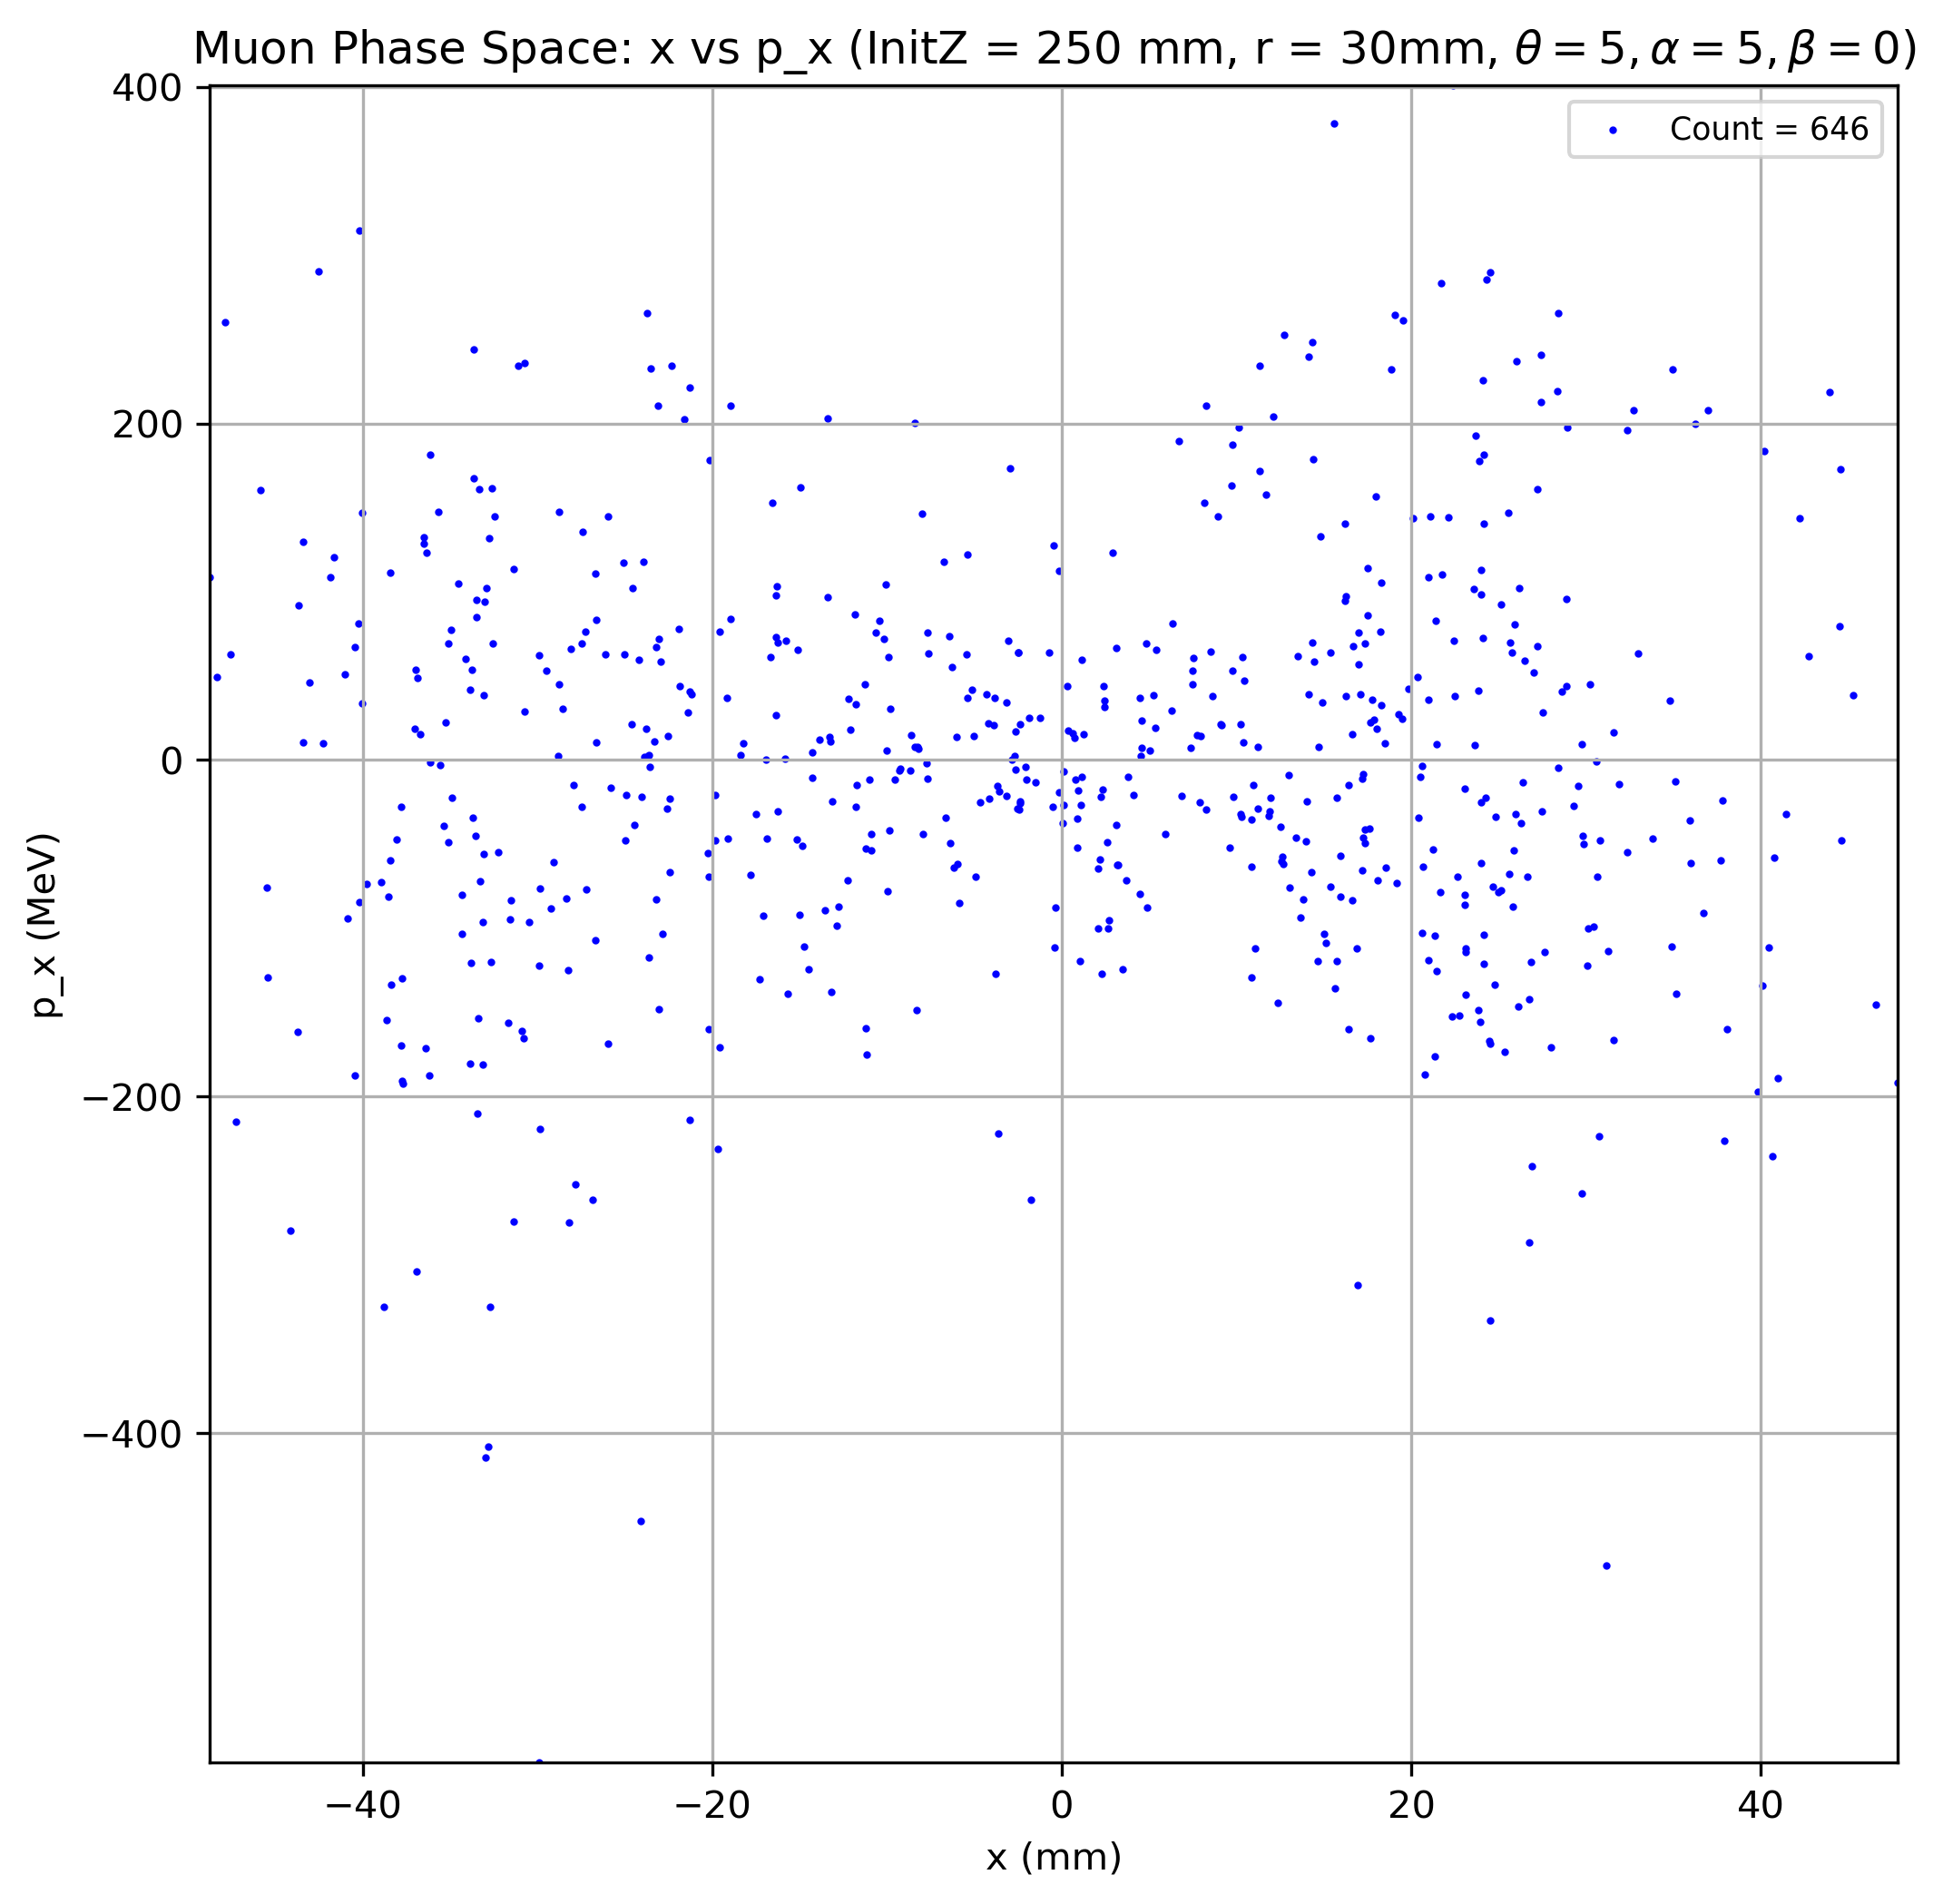 Muon Phase Space: x vs p_x (InitZ = 250 mm, r = 30mm, θ = 5, α = 5, β = 0)
Count = 646
400
200
0
−200
−400
p_x (MeV)
−40
−20
0
20
40
x (mm)